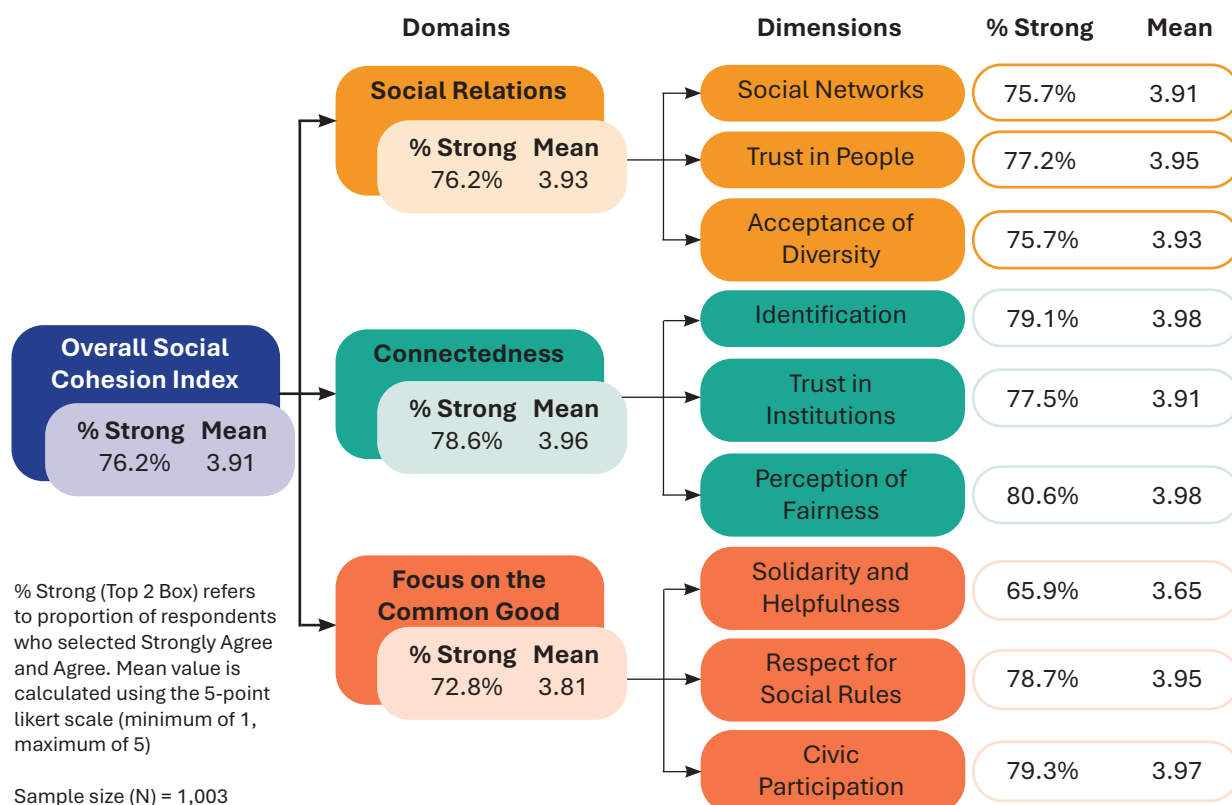 Domains
Dimensions
% Strong
Mean
Social Relations
% Strong Mean
76.2% 3.93
Social Networks
75.7% 3.91
Trust in People
77.2% 3.95
Acceptance of
Diversity
75.7% 3.93
Overall Social
Cohesion Index
% Strong Mean
76.2% 3.91
Connectedness
% Strong Mean
78.6% 3.96
Identification
79.1% 3.98
Trust in
Institutions
77.5% 3.91
Perception of
Fairness
80.6% 3.98
Focus on the
Common Good
% Strong Mean
72.8% 3.81
Solidarity and
Helpfulness
65.9% 3.65
Respect for
Social Rules
78.7% 3.95
Civic
Participation
79.3% 3.97
% Strong (Top 2 Box) refers
to proportion of respondents
who selected Strongly Agree
and Agree. Mean value is
calculated using the 5-point
likert scale (minimum of 1,
maximum of 5)
Sample size (N) = 1,003